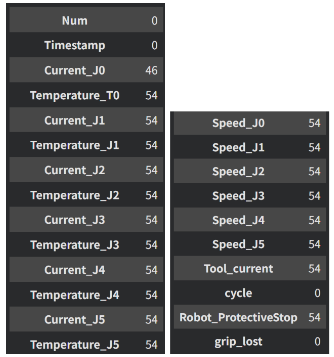 Num 0
Timestamp 0
Current_J0 46
Temperature_T0 54
Current_J1 54
Temperature_J1 54
Current_J2 54
Temperature_J2 54
Current_J3 54
Temperature_J3 54
Current_J4 54
Temperature_J4 54
Current_J5 54
Temperature_J5 54
Speed_J0 54
Speed_J1 54
Speed_J2 54
Speed_J3 54
Speed_J4 54
Speed_J5 54
Tool_current 54
cycle 0
Robot_ProtectiveStop 54
grip_lost 0